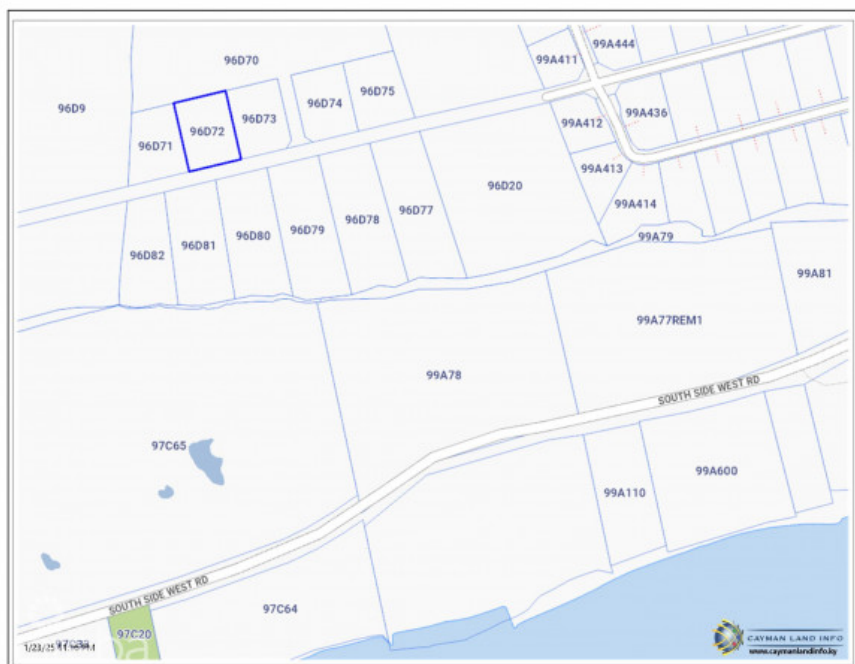 99A444
99A411
96D70
96D75
96D74
96D9
99A436
96D73
99A412
96D72
96D71
99A413
96D20
99A414
96D77
96D78
96D79
96D80
99A79
96D81
96D82
99A81
99A77REM1
99A78
SOUTH SIDE WEST RD
97C65
99A600
99A110
SOUTH SIDE WEST RD
97C64
97C20
CAYMAN LAND INFO
www.caymanlandinfo.ky